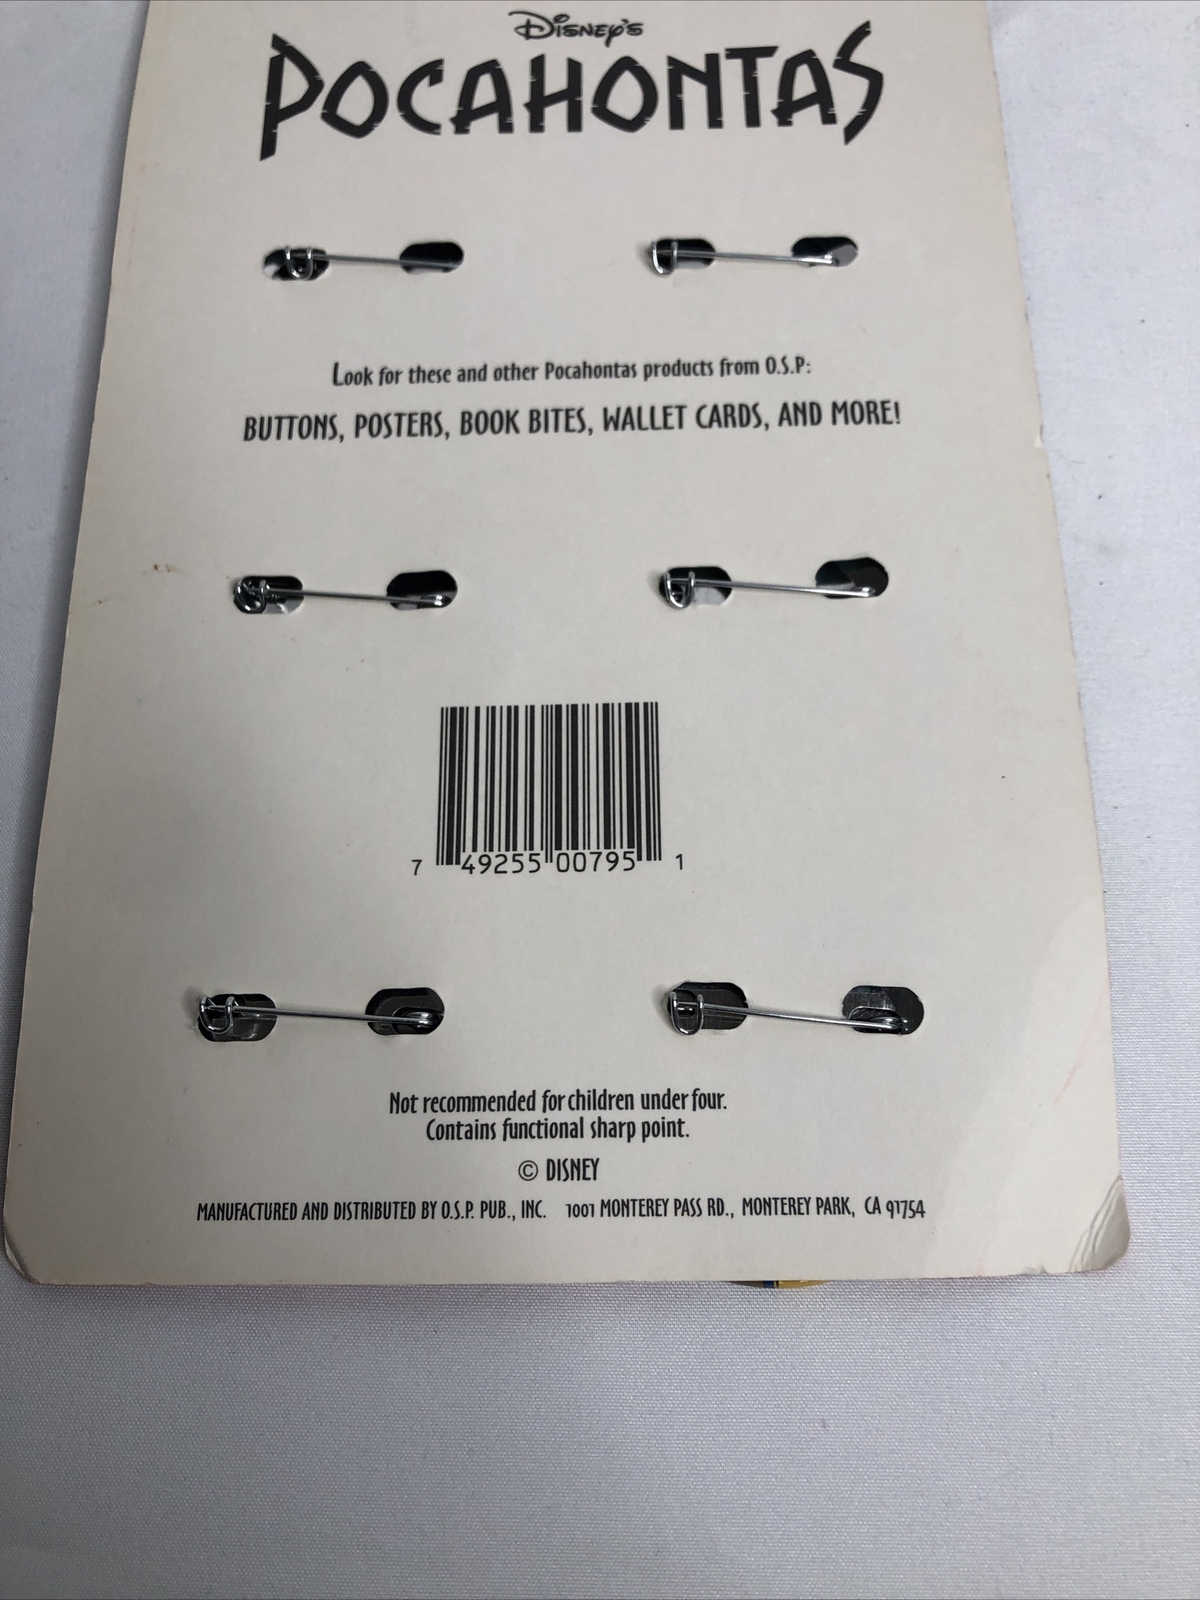 Disney's
POCAHONTAS
Look for these and other Pocahontas products from O.S.P:
BUTTONS, POSTERS, BOOK BITES, WALLET CARDS, AND MORE!
7 49255 00795 1
Not recommended for children under four.
Contains functional sharp point.
© DISNEY
MANUFACTURED AND DISTRIBUTED BY O.S.P. PUB., INC. 1001 MONTEREY PASS RD., MONTEREY PARK, CA 91754